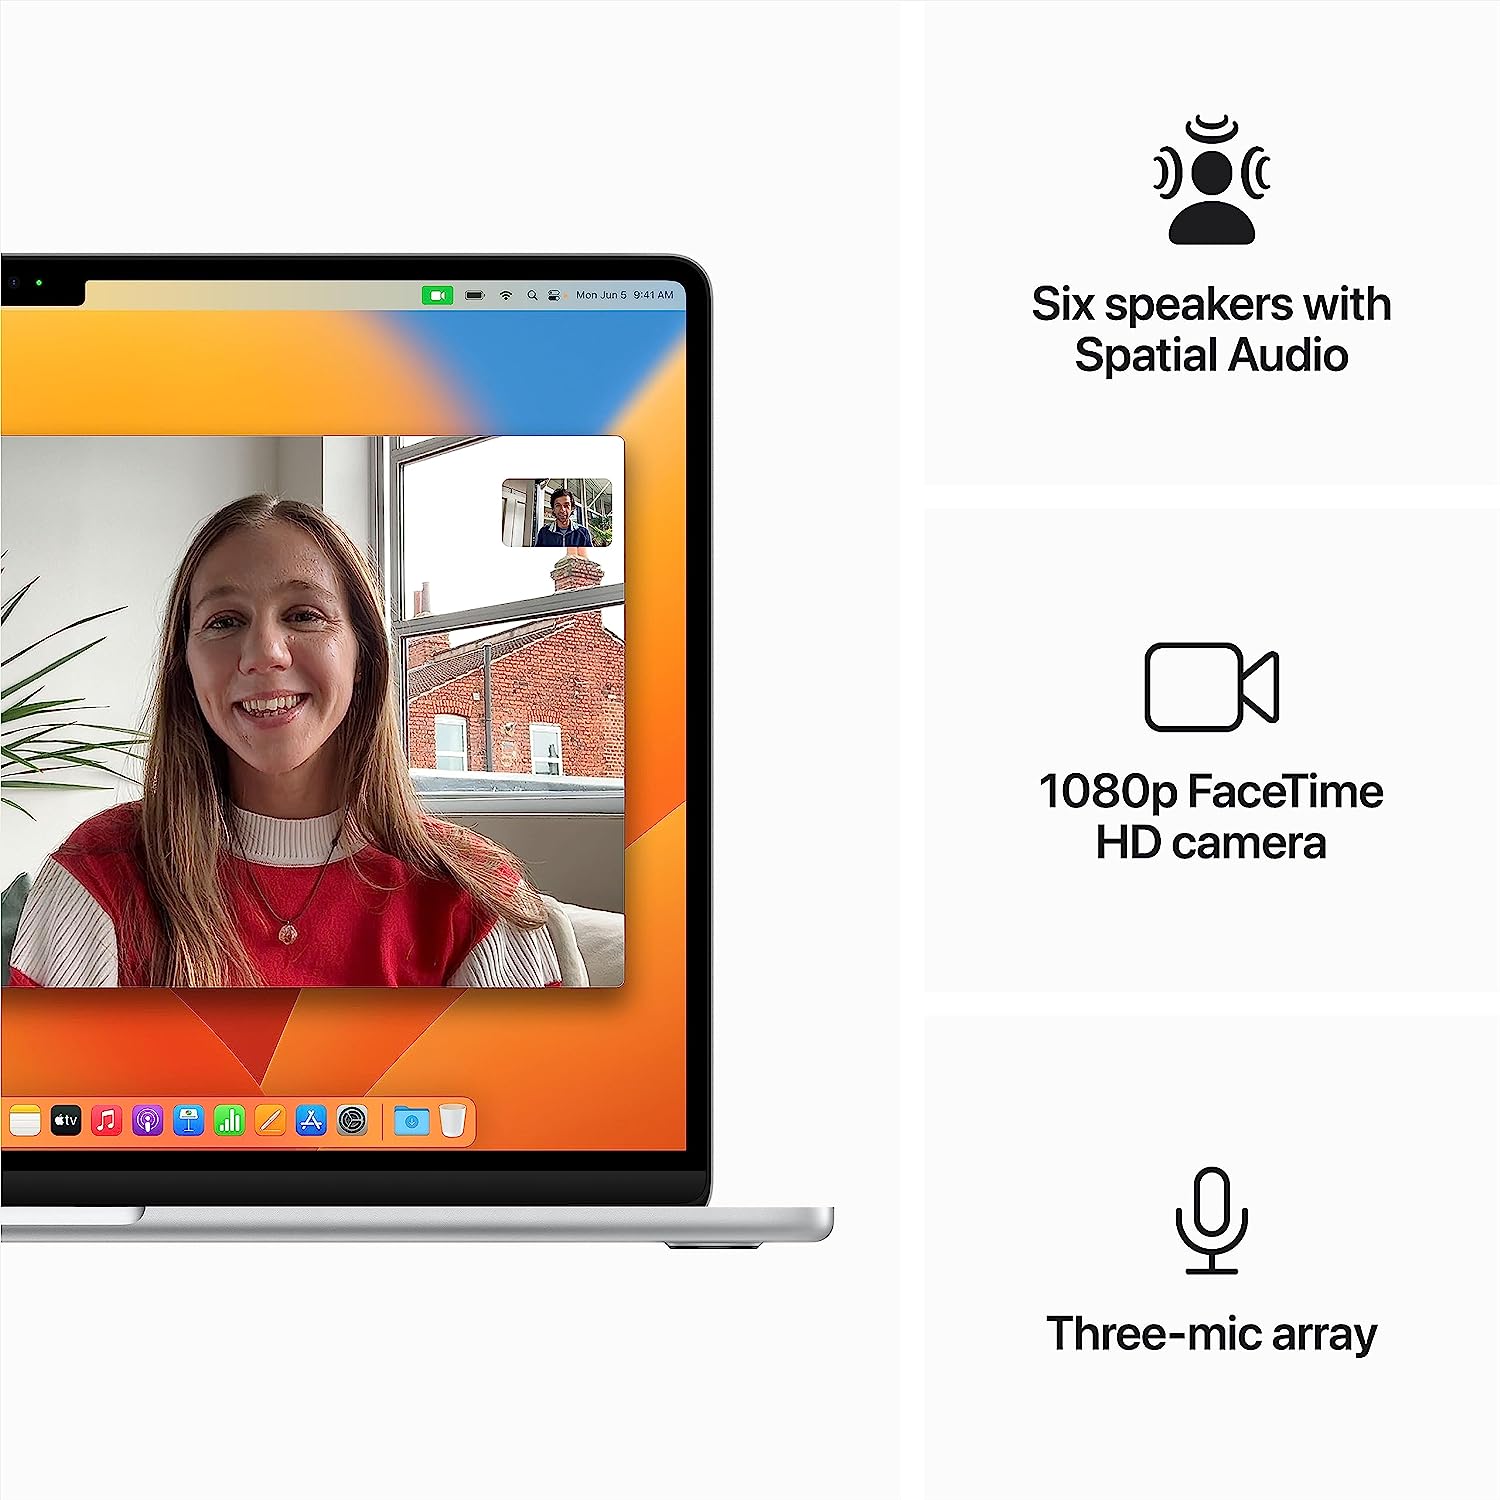 Mon Jun 5 9:41 AM
tv
Six speakers with
Spatial Audio
1080p FaceTime
HD camera
Three-mic array